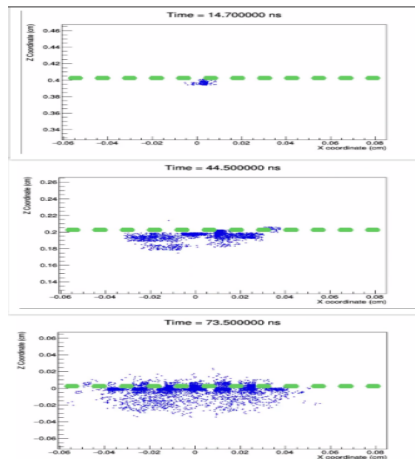 Time = 14.700000 ns
Z Coordinate (cm)
0.46
0.44
0.42
0.4
0.38
0.36
0.34
−0.06 −0.04 −0.02 0 0.02 0.04 0.06 0.08
X coordinate (cm)
Time = 44.500000 ns
Z Coordinate (cm)
0.26
0.24
0.22
0.2
0.18
0.16
0.14
−0.06 −0.04 −0.02 0 0.02 0.04 0.06 0.08
X coordinate (cm)
Time = 73.500000 ns
Z Coordinate (cm)
0.06
0.04
0.02
0
−0.02
−0.04
−0.06
−0.06 −0.04 −0.02 0 0.02 0.04 0.06 0.08
X coordinate (cm)